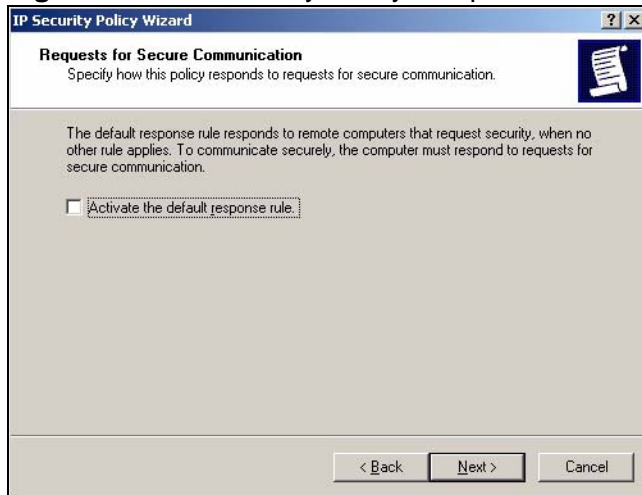 IP Security Policy Wizard
Requests for Secure Communication
Specify how this policy responds to requests for secure communication.
The default response rule responds to remote computers that request security, when no
other rule applies. To communicate securely, the computer must respond to requests for
secure communication.
Activate the default response rule.
< Back
Next >
Cancel